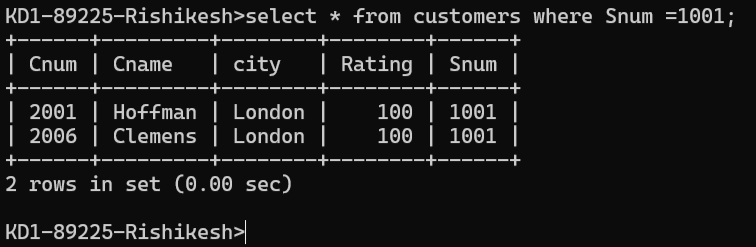 KD1-89225-Rishikesh>select * from customers where Snum =1001;
+------+---------+--------+--------+------+
| Cnum | Cname   | city   | Rating | Snum |
+------+---------+--------+--------+------+
| 2001 | Hoffman | London |    100 | 1001 |
| 2006 | Clemens | London |    100 | 1001 |
+------+---------+--------+--------+------+
2 rows in set (0.00 sec)
KD1-89225-Rishikesh>